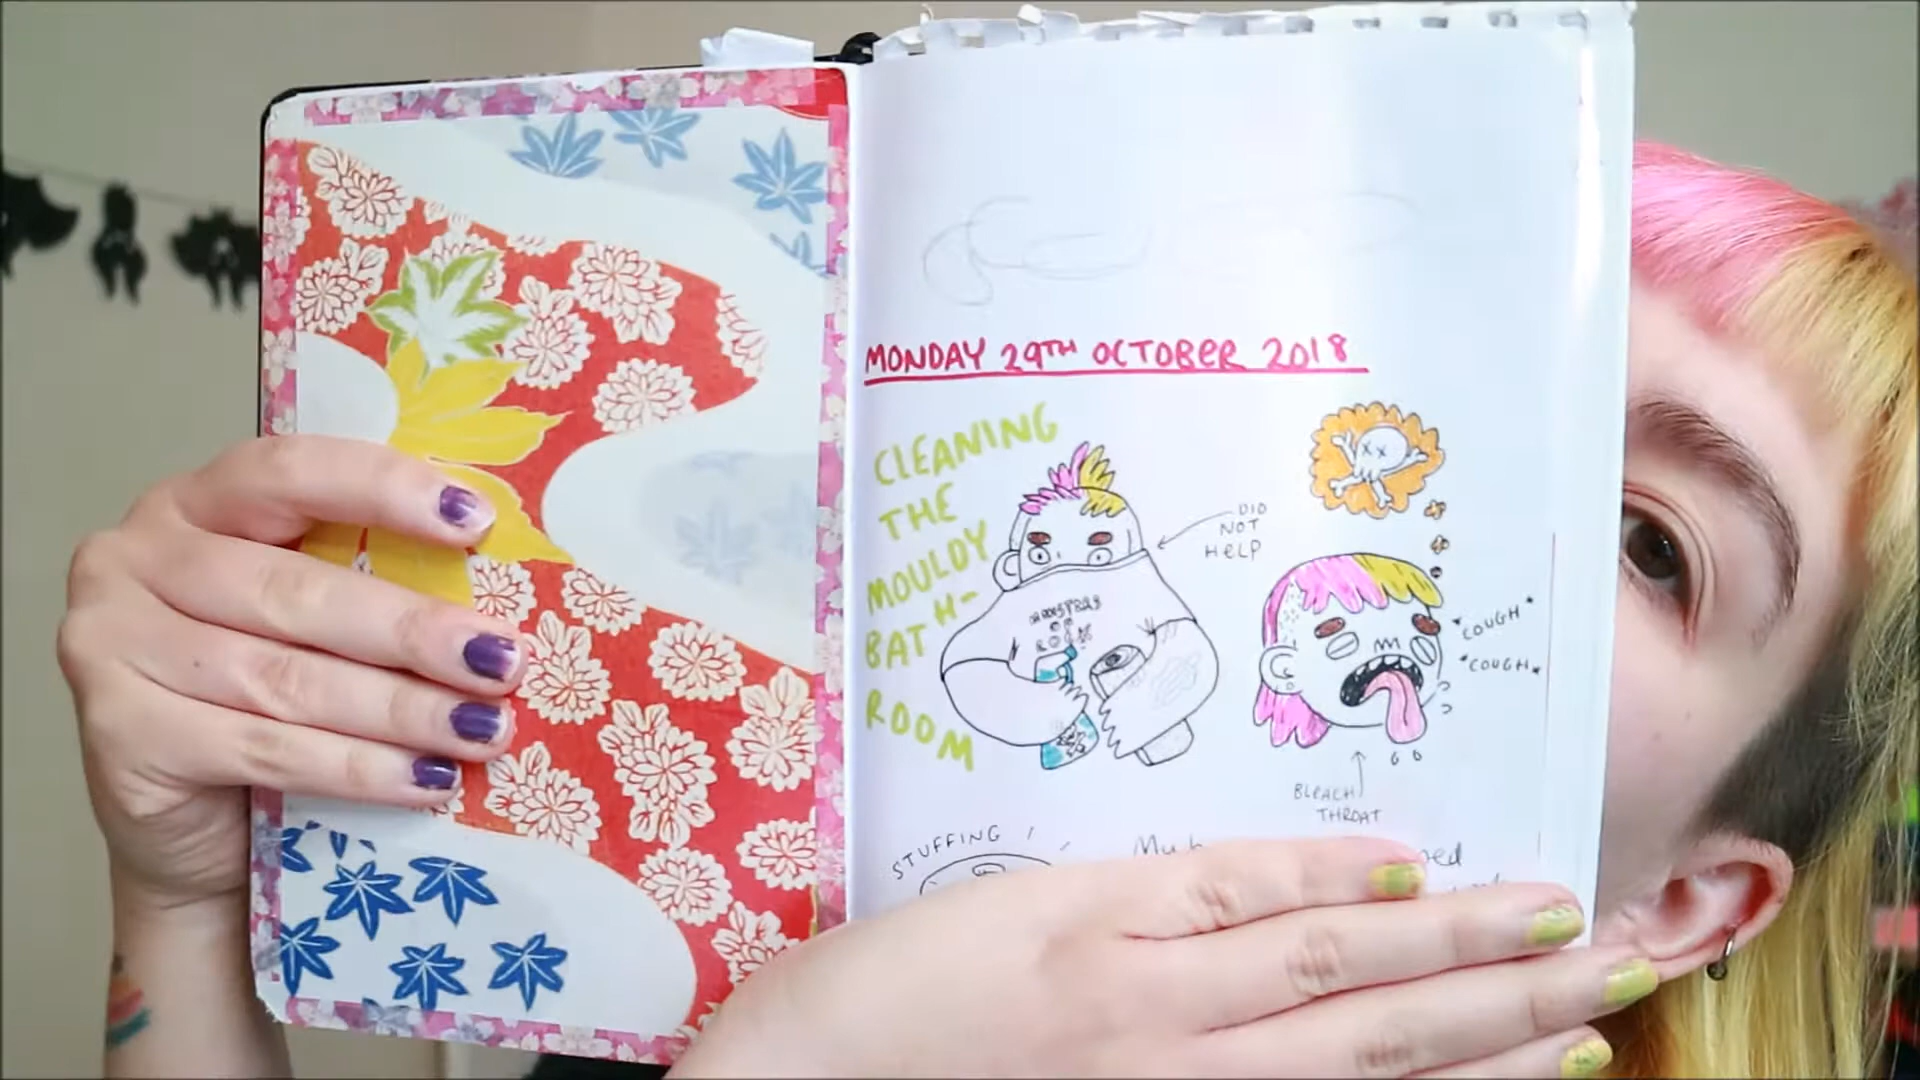 MONDAY 29TH OCTOBER 2018
CLEANING
THE
MOULDY
BATH-
ROOM
DID
NOT
HELP
*COUGH*
*COUGH*
BLEACH
THROAT
STUFFING